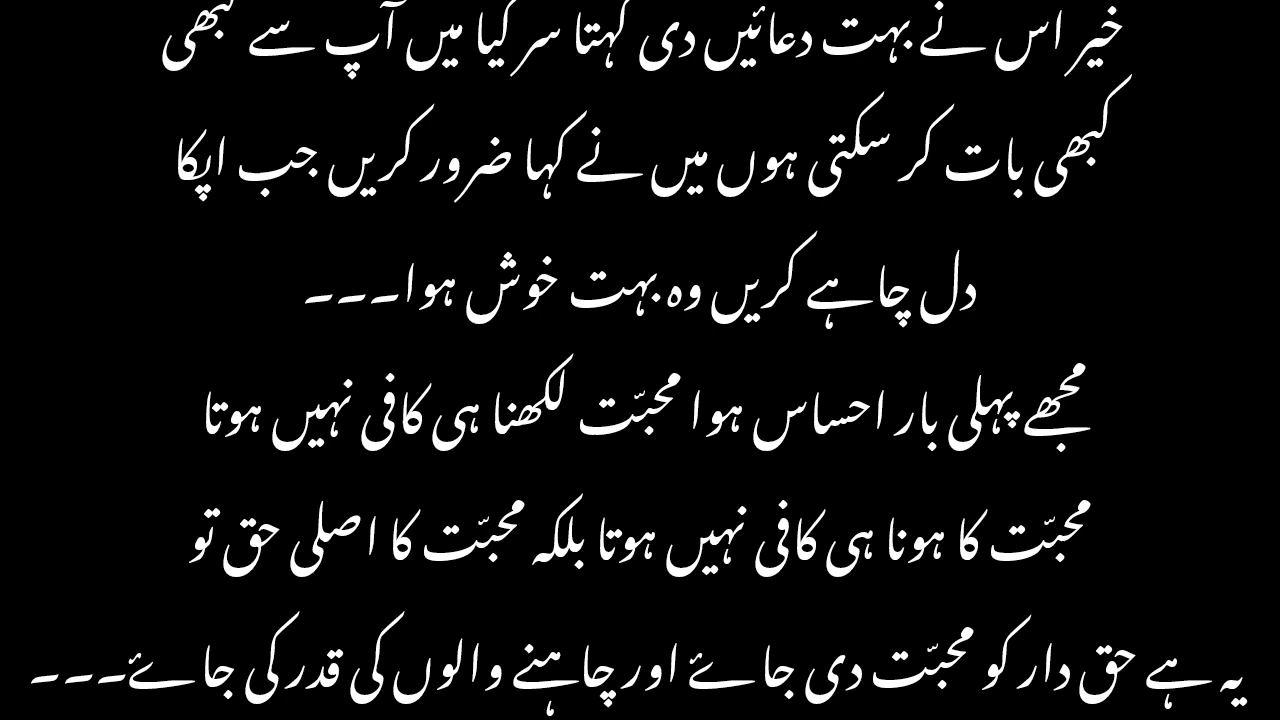 خیر اس نے بہت دعائیں دی کہتا سر کیا میں آپ سے کبھی
کبھی بات کر سکتی ہوں میں نے کہا ضرور کریں جب اپکا
دل چاہے کریں وہ بہت خوش ہوا۔۔۔
مجھے پہلی بار احساس ہوا محبّت لکھنا ہی کافی نہیں ہوتا
محبّت کا ہونا ہی کافی نہیں ہوتا بلکہ محبّت کا اصلی حق تو
یہ ہے حق دار کو محبّت دی جائے اور چاہنے والوں کی قدر کی جائے۔۔۔